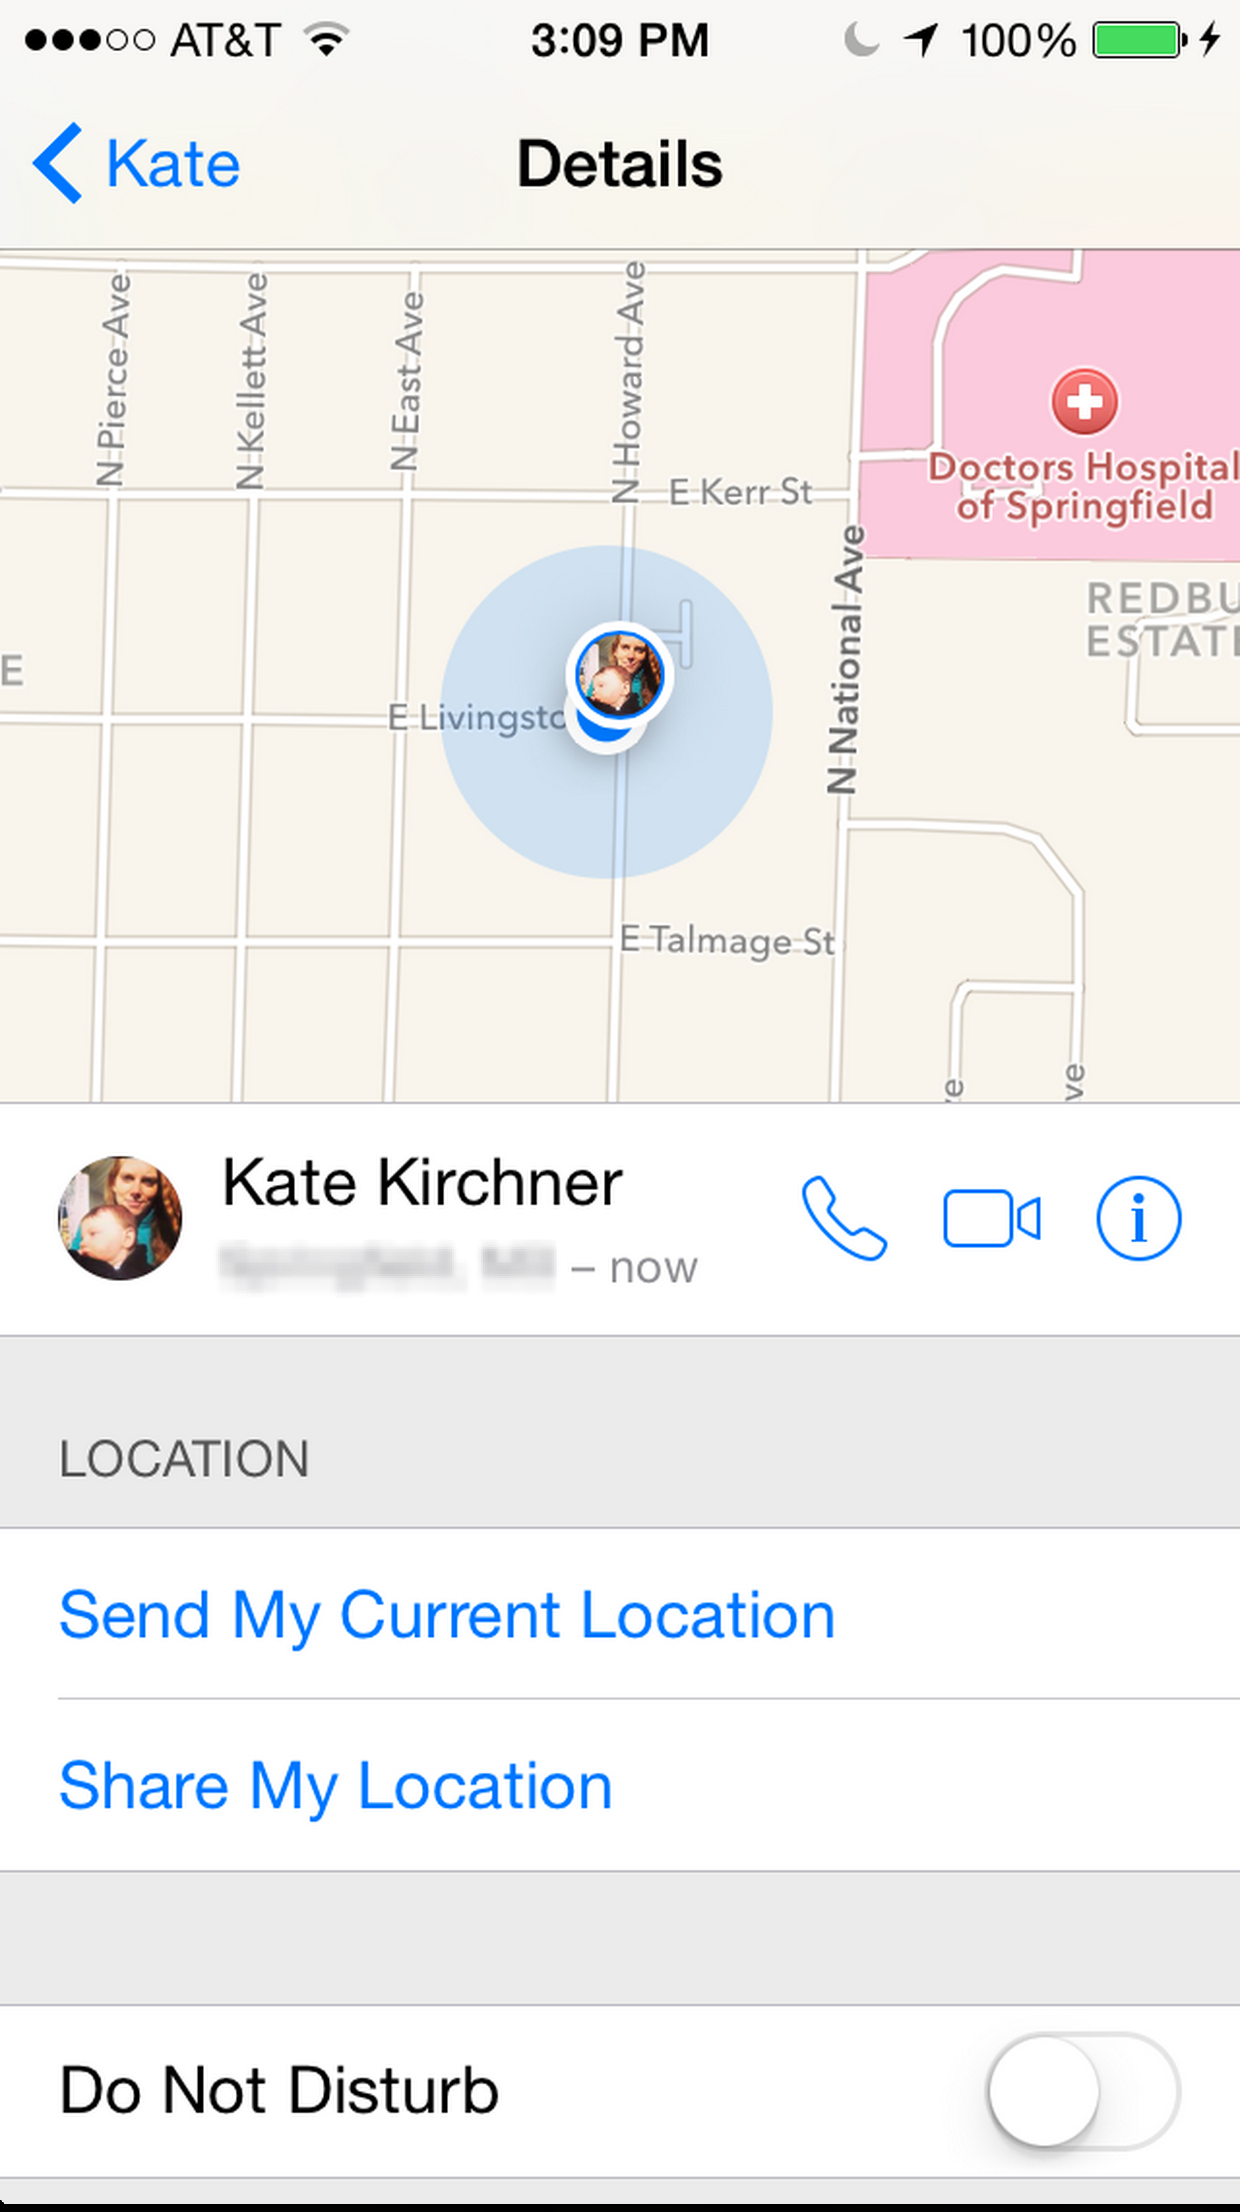 AT&T 3:09 PM 100%
Kate Details
N Pierce Ave
N Kellett Ave
N East Ave
N Howard Ave
E Kerr St
Doctors Hospital
of Springfield
N National Ave
REDBU
ESTATE
E
E Livingsto
E Talmage St
ve
ve
Kate Kirchner
– now
LOCATION
Send My Current Location
Share My Location
Do Not Disturb